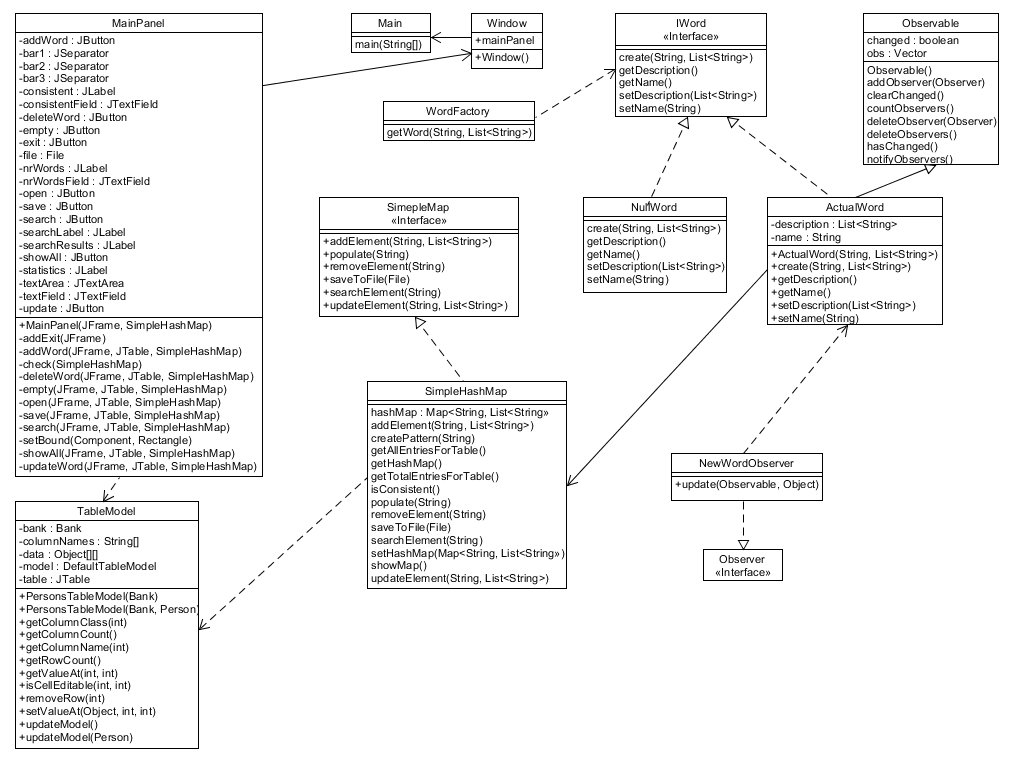 MainPanel
-addWord : JButton
-bar1 : JSeparator
-bar2 : JSeparator
-bar3 : JSeparator
-consistent : JLabel
-consistentField : JTextField
-deleteWord : JButton
-empty : JButton
-exit : JButton
-file : File
-nrWords : JLabel
-nrWordsField : JTextField
-open : JButton
-save : JButton
-search : JButton
-searchLabel : JLabel
-searchResults : JLabel
-showAll : JButton
-statistics : JLabel
-textArea : JTextArea
-textField : JTextField
-update : JButton
+MainPanel(JFrame, SimpleHashMap)
-addExit(JFrame)
-addWord(JFrame, JTable, SimpleHashMap)
-check(SimpleHashMap)
-deleteWord(JFrame, JTable, SimpleHashMap)
-empty(JFrame, JTable, SimpleHashMap)
-open(JFrame, JTable, SimpleHashMap)
-save(JFrame, JTable, SimpleHashMap)
-search(JFrame, JTable, SimpleHashMap)
-setBound(Component, Rectangle)
-showAll(JFrame, JTable, SimpleHashMap)
-updateWord(JFrame, JTable, SimpleHashMap)
Main
main(String[])
Window
+mainPanel
+Window()
IWord
«Interface»
create(String, List<String>)
getDescription()
getName()
setDescription(List<String>)
setName(String)
Observable
changed : boolean
obs : Vector
Observable()
addObserver(Observer)
clearChanged()
countObservers()
deleteObserver(Observer)
deleteObservers()
hasChanged()
notifyObservers()
WordFactory
getWord(String, List<String>)
SimepleMap
«Interface»
+addElement(String, List<String>)
+populate(String)
+removeElement(String)
+saveToFile(File)
+searchElement(String)
+updateElement(String, List<String>)
NullWord
create(String, List<String>)
getDescription()
getName()
setDescription(List<String>)
setName(String)
ActualWord
-description : List<String>
-name : String
+ActualWord(String, List<String>)
+create(String, List<String>)
+getDescription()
+getName()
+setDescription(List<String>)
+setName(String)
SimpleHashMap
hashMap : Map<String, List<String»
addElement(String, List<String>)
createPattern(String)
getAllEntriesForTable()
getHashMap()
getTotalEntriesForTable()
isConsistent()
populate(String)
removeElement(String)
saveToFile(File)
searchElement(String)
setHashMap(Map<String, List<String»)
showMap()
updateElement(String, List<String>)
NewWordObserver
+update(Observable, Object)
Observer
«Interface»
TableModel
-bank : Bank
-columnNames : String[]
-data : Object[][]
-model : DefaultTableModel
-table : JTable
+PersonsTableModel(Bank)
+PersonsTableModel(Bank, Person)
+getColumnClass(int)
+getColumnCount()
+getColumnName(int)
+getRowCount()
+getValueAt(int, int)
+isCellEditable(int, int)
+removeRow(int)
+setValueAt(Object, int, int)
+updateModel()
+updateModel(Person)